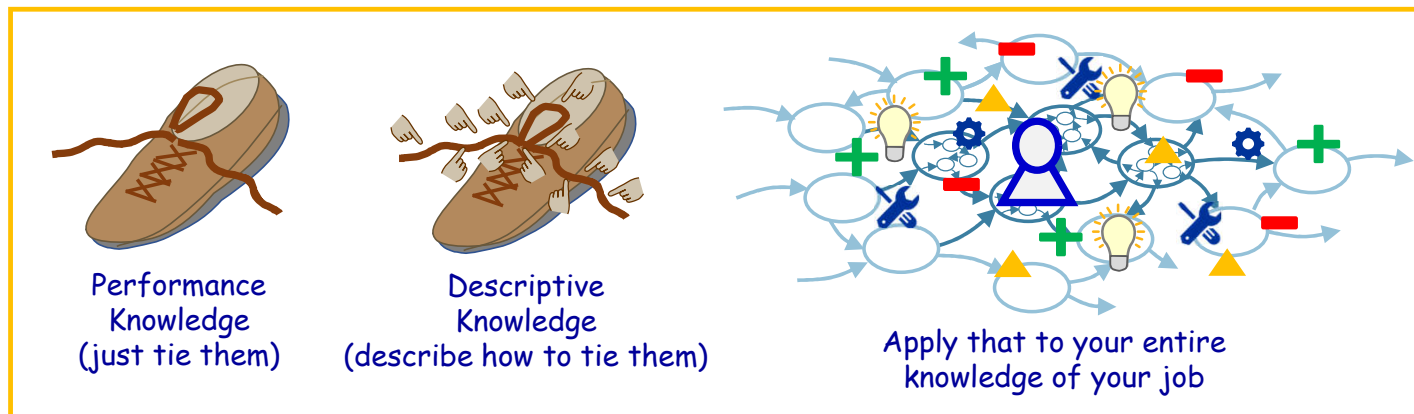 Performance
Knowledge
(just tie them)
Descriptive
Knowledge
(describe how to tie them)
Apply that to your entire
knowledge of your job